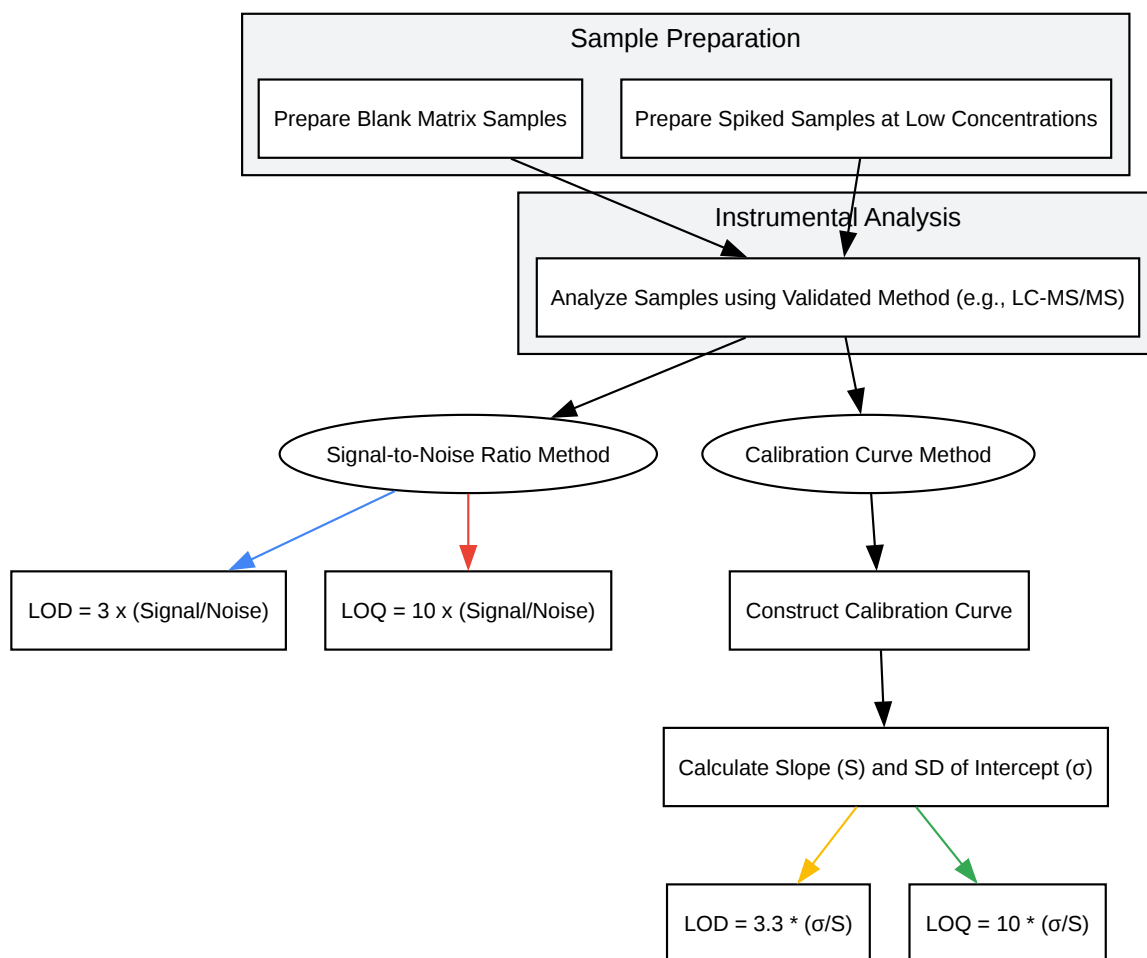 Sample Preparation
Prepare Blank Matrix Samples
Prepare Spiked Samples at Low Concentrations
Instrumental Analysis
Analyze Samples using Validated Method (e.g., LC-MS/MS)
Signal-to-Noise Ratio Method
Calibration Curve Method
LOD = 3 x (Signal/Noise)
LOQ = 10 x (Signal/Noise)
Construct Calibration Curve
Calculate Slope (S) and SD of Intercept (σ)
LOD = 3.3 * (σ/S)
LOQ = 10 * (σ/S)